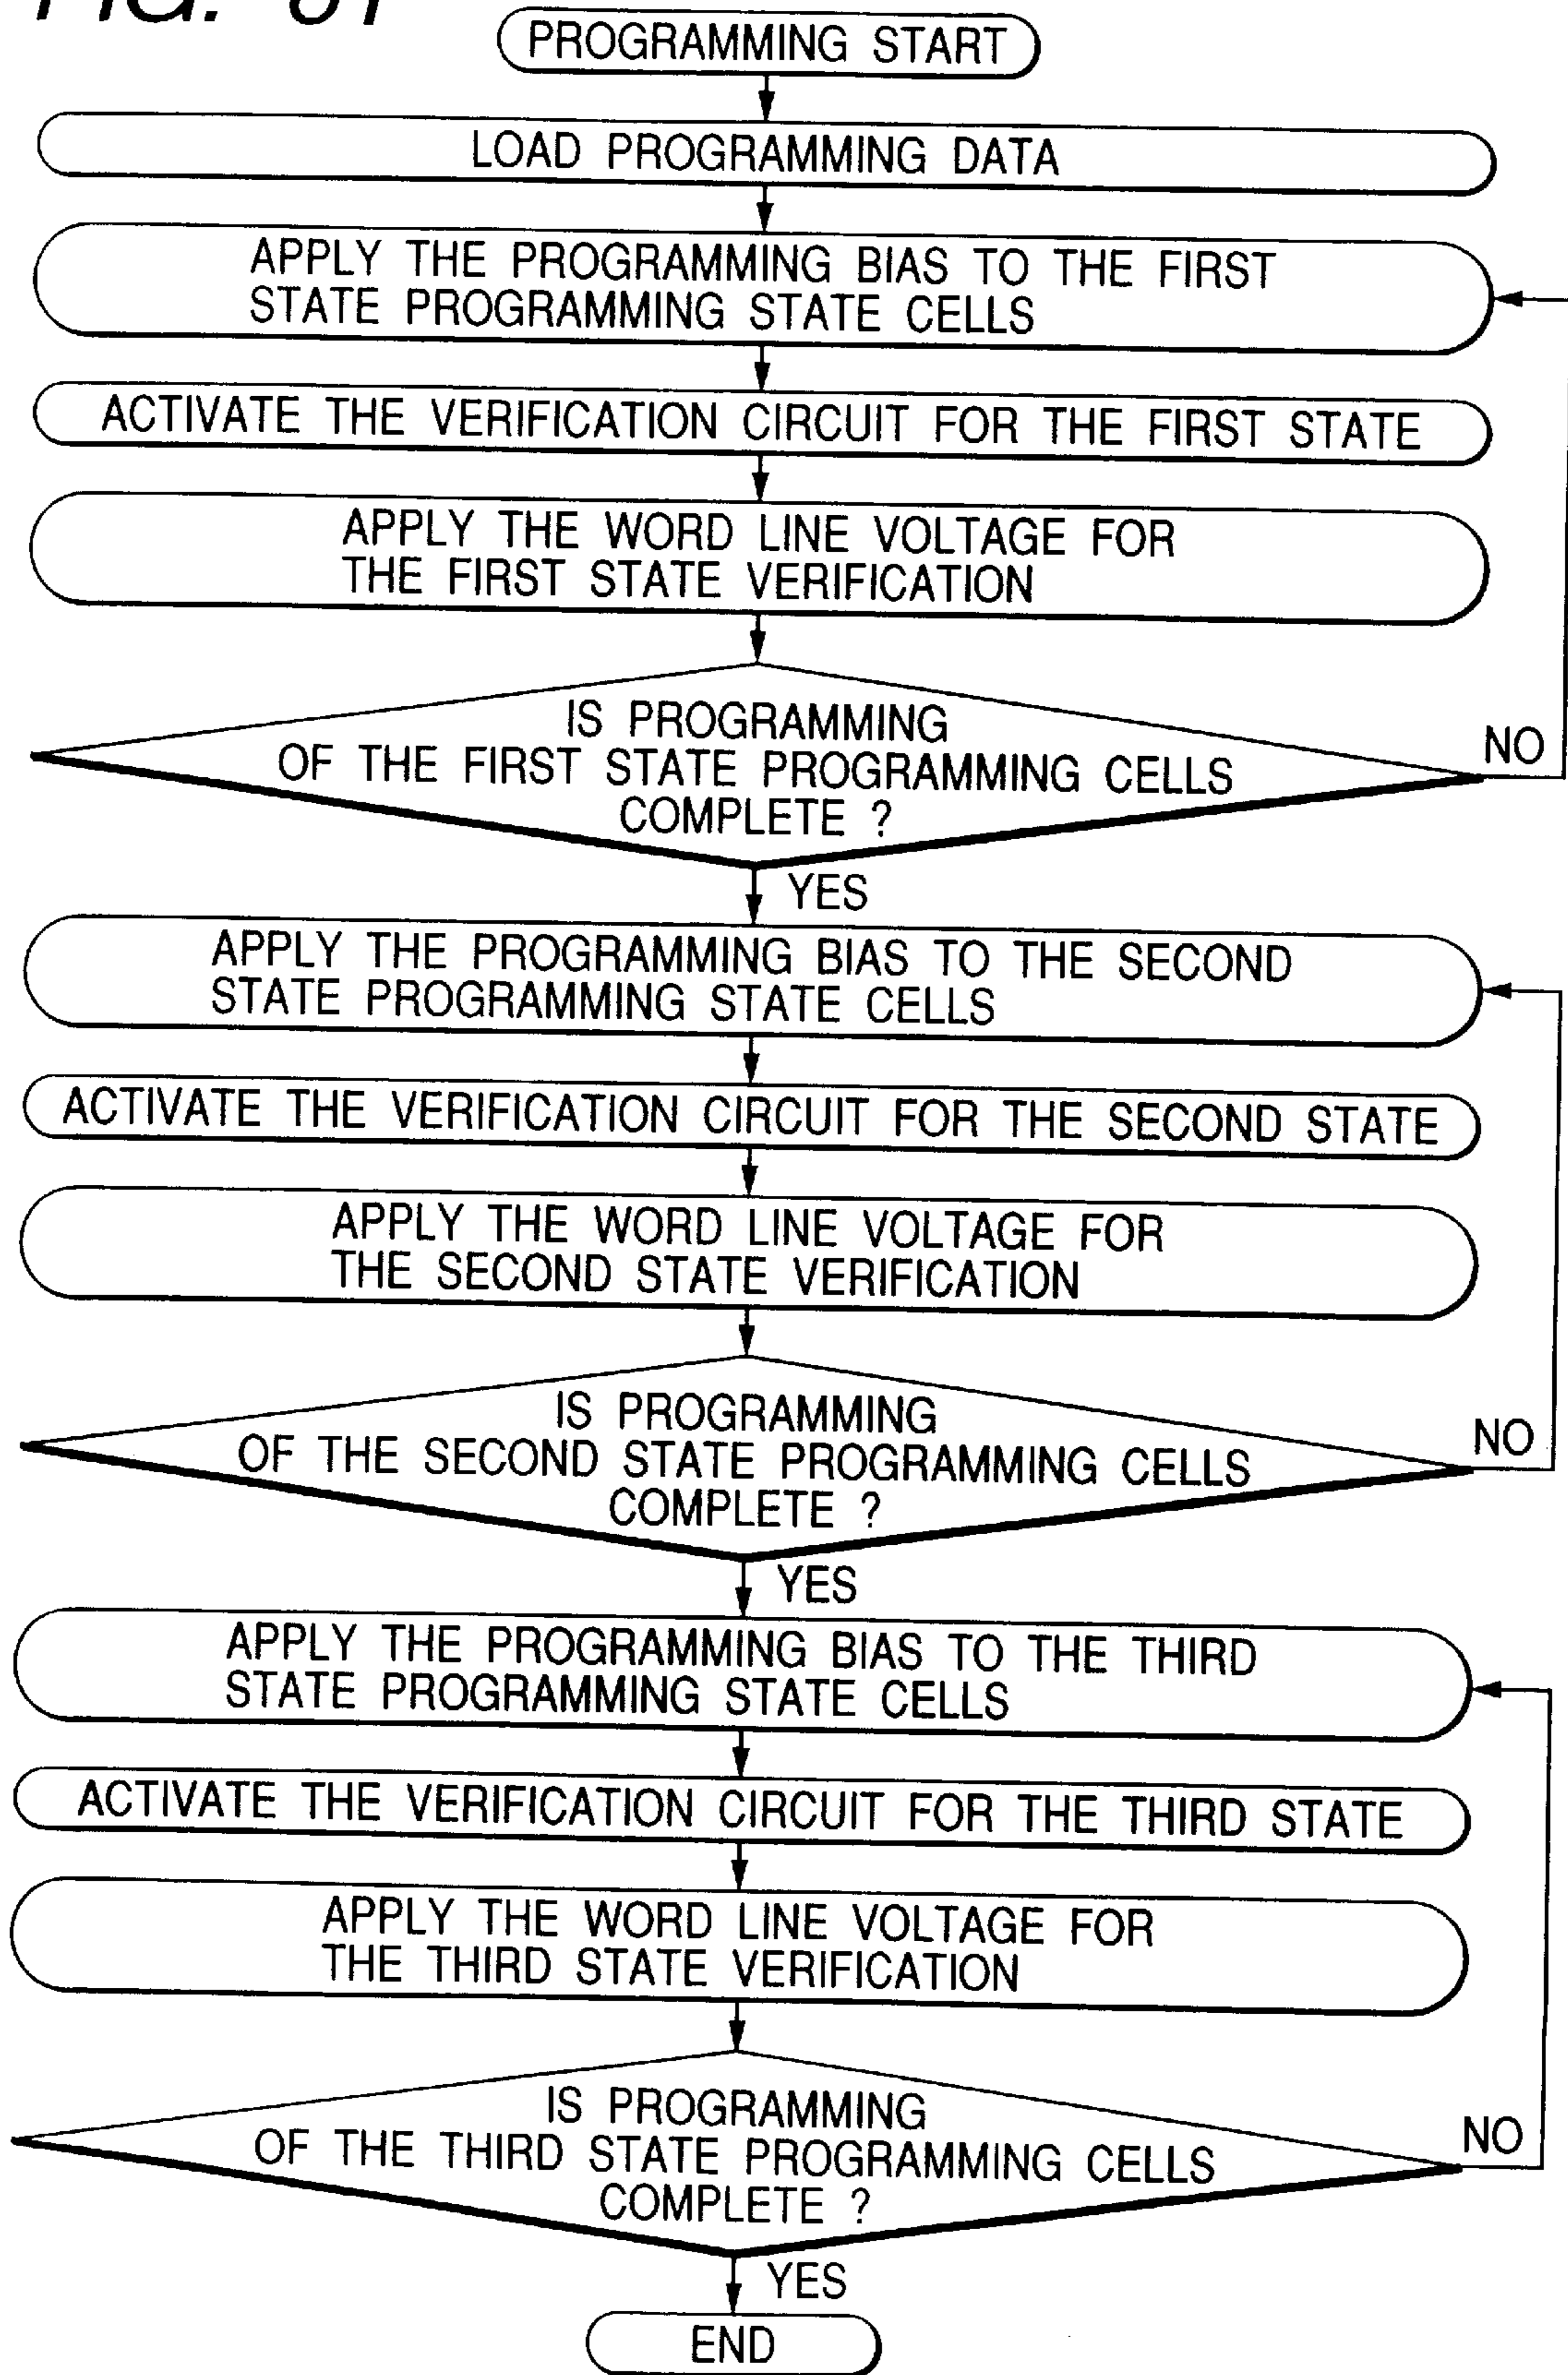 FIG.
PROGRAMMING START
LOAD PROGRAMMING DATA
APPLY THE PROGRAMMING BIAS TO THE FIRST
STATE PROGRAMMING STATE CELLS
ACTIVATE THE VERIFICATION CIRCUIT FOR THE FIRST STATE
APPLY THE WORD LINE VOLTAGE FOR
THE FIRST STATE VERIFICATION
IS PROGRAMMING
OF THE FIRST STATE PROGRAMMING CELLS
COMPLETE ?
NO
YES
APPLY THE PROGRAMMING BIAS TO THE SECOND
STATE PROGRAMMING STATE CELLS
ACTIVATE THE VERIFICATION CIRCUIT FOR THE SECOND STATE
APPLY THE WORD LINE VOLTAGE FOR
THE SECOND STATE VERIFICATION
IS PROGRAMMING
OF THE SECOND STATE PROGRAMMING CELLS
COMPLETE ?
NO
YES
APPLY THE PROGRAMMING BIAS TO THE THIRD
STATE PROGRAMMING STATE CELLS
ACTIVATE THE VERIFICATION CIRCUIT FOR THE THIRD STATE
APPLY THE WORD LINE VOLTAGE FOR
THE THIRD STATE VERIFICATION
IS PROGRAMMING
OF THE THIRD STATE PROGRAMMING CELLS
COMPLETE ?
NO
YES
END